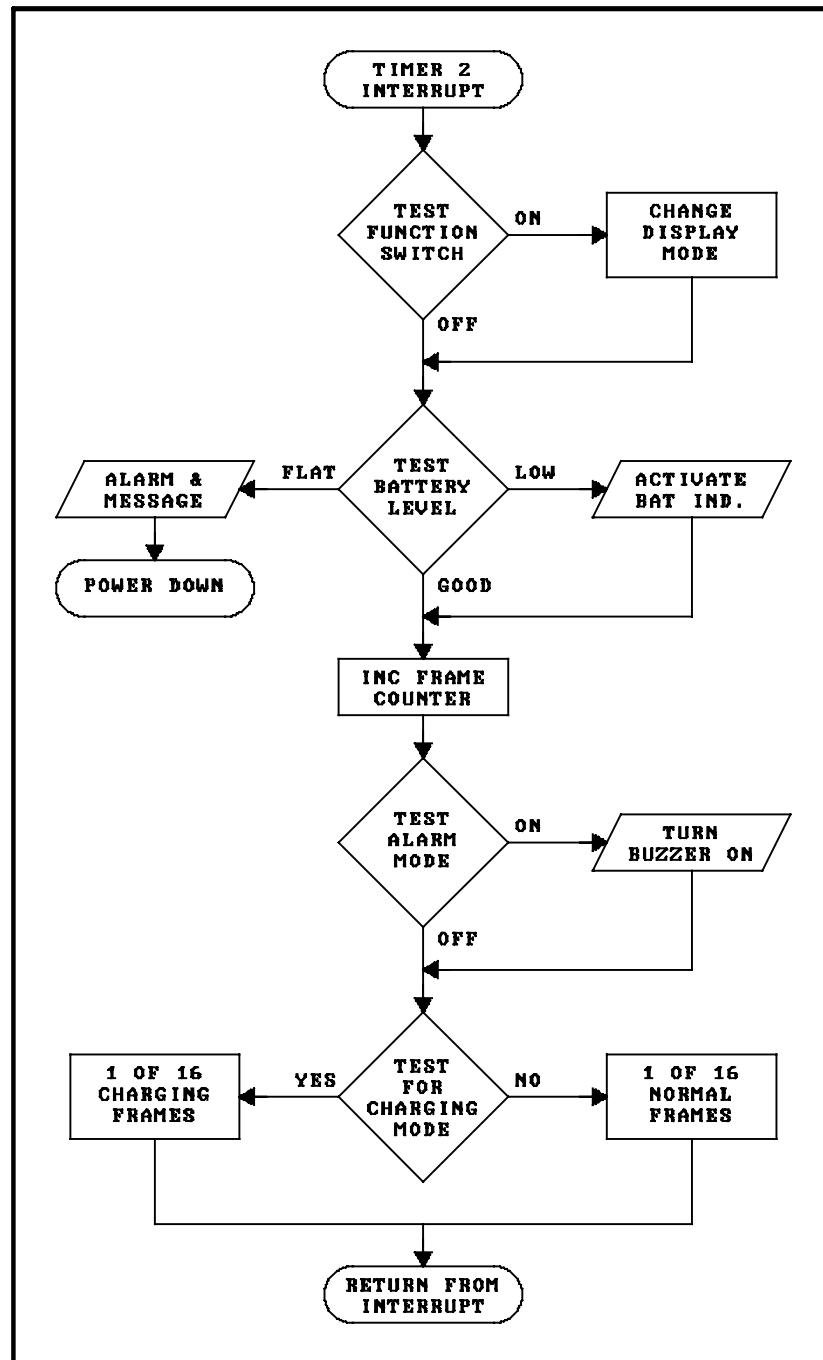 TIMER 2
INTERRUPT
TEST
FUNCTION
SWITCH
ON
CHANGE
DISPLAY
MODE
OFF
ALARM &
MESSAGE
FLAT
TEST
BATTERY
LEVEL
LOW
ACTIVATE
BAT IND.
POWER DOWN
GOOD
INC FRAME
COUNTER
TEST
ALARM
MODE
ON
TURN
BUZZER ON
OFF
1 OF 16
CHARGING
FRAMES
YES
TEST
FOR
CHARGING
MODE
NO
1 OF 16
NORMAL
FRAMES
RETURN FROM
INTERRUPT